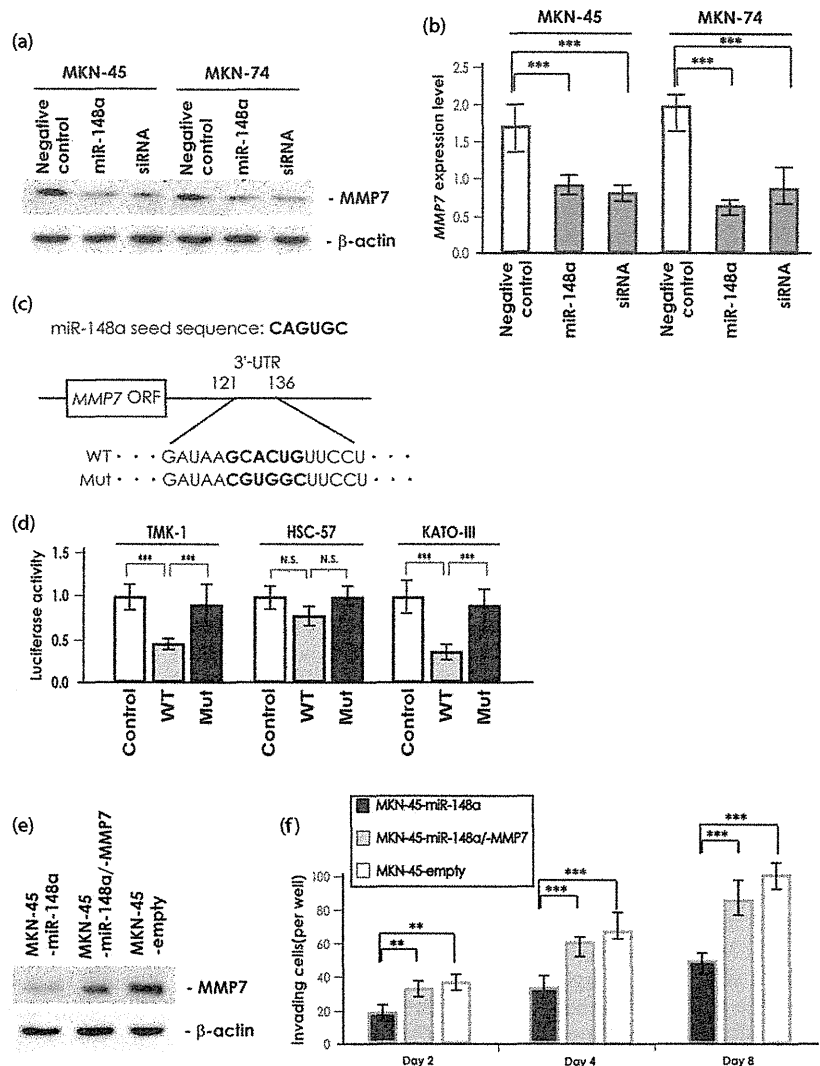 (a)
MKN-45 MKN-74
Negative control miR-148a siRNA Negative control miR-148a siRNA
- MMP7
- β-actin
(b)
MKN-45 MKN-74
*** *** *** ***
MMP7 expression level
2.5
2.0
1.5
1.0
0.5
0.0
Negative control miR-148a siRNA Negative control miR-148a siRNA
(c)
miR-148a seed sequence: CAGUGC
3'-UTR
121 136
MMP7 ORF
WT · · · GAUAAGCACUGUUCCU · · ·
Mut · · · GAUAACGUGGCUUCCU · · ·
(d)
TMK-1 HSC-57 KATO-III
*** *** N.S. N.S. *** ***
Luciferase activity
1.5
1.0
0.5
0.0
Control WT Mut Control WT Mut Control WT Mut
(e)
MKN-45 -miR-148a MKN-45 -miR-148a/-MMP7 MKN-45 -empty
- MMP7
- β-actin
(f)
MKN-45-miR-148a
MKN-45-miR-148a/-MMP7
MKN-45-empty
** ** *** *** *** ***
Invading cells(per well)
80
60
40
20
0
Day 2 Day 4 Day 8